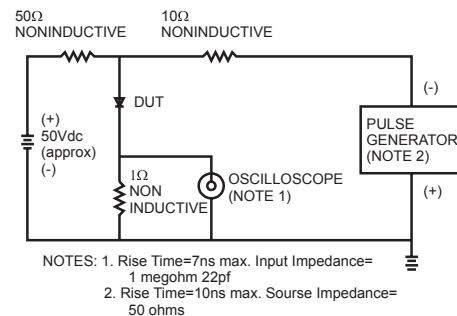 50Ω
NONINDUCTIVE
10Ω
NONINDUCTIVE
(+)
50Vdc
(approx)
(-)
DUT
1Ω
NON
INDUCTIVE
OSCILLOSCOPE
(NOTE 1)
(-)
PULSE
GENERATOR
(NOTE 2)
(+)
NOTES: 1. Rise Time=7ns max. Input Impedance=
1 megohm 22pf
2. Rise Time=10ns max. Sourse Impedance=
50 ohms